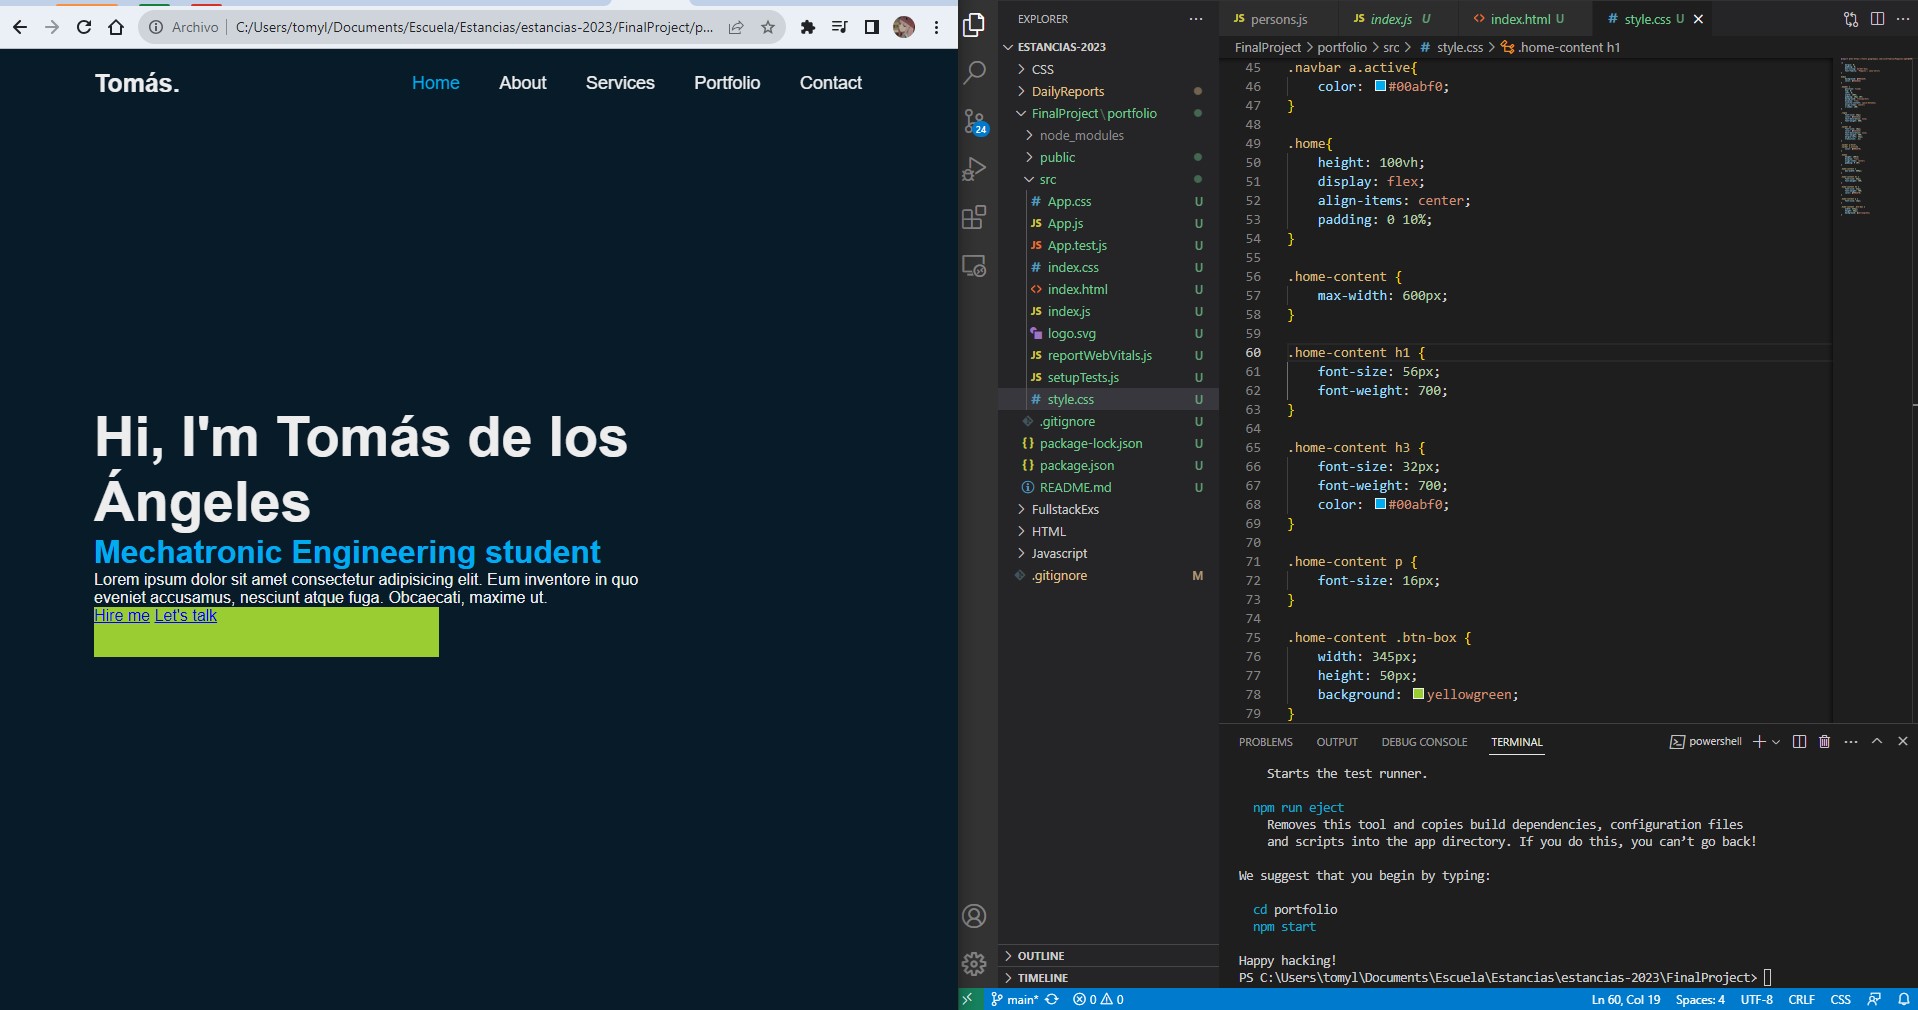 Archivo
C:/Users/tomyl/Documents/Escuela/Estancias/estancias-2023/FinalProject/p...
Tomás.
Home
About
Services
Portfolio
Contact
Hi, I'm Tomás de los
Ángeles
Mechatronic Engineering student
Lorem ipsum dolor sit amet consectetur adipisicing elit. Eum inventore in quo
eveniet accusamus, nesciunt atque fuga. Obcaecati, maxime ut.
Hire me Let's talk
24
EXPLORER
ESTANCIAS-2023
CSS
DailyReports
FinalProject\portfolio
node_modules
public
src
# App.css U
JS App.js U
JS App.test.js U
# index.css U
<> index.html U
JS index.js U
logo.svg U
JS reportWebVitals.js U
JS setupTests.js U
# style.css U
.gitignore U
{} package-lock.json U
{} package.json U
README.md U
FullstackExs
HTML
Javascript
.gitignore M
OUTLINE
TIMELINE
JS persons.js
JS index.js U
<> index.html U
# style.css U
FinalProject > portfolio > src > # style.css > .home-content h1
45 .navbar a.active{
46 color: #00abf0;
47 }
48
49 .home{
50 height: 100vh;
51 display: flex;
52 align-items: center;
53 padding: 0 10%;
54 }
55
56 .home-content {
57 max-width: 600px;
58 }
59
60 .home-content h1 {
61 font-size: 56px;
62 font-weight: 700;
63 }
64
65 .home-content h3 {
66 font-size: 32px;
67 font-weight: 700;
68 color: #00abf0;
69 }
70
71 .home-content p {
72 font-size: 16px;
73 }
74
75 .home-content .btn-box {
76 width: 345px;
77 height: 50px;
78 background: yellowgreen;
79 }
PROBLEMS OUTPUT DEBUG CONSOLE TERMINAL
powershell
Starts the test runner.
npm run eject
Removes this tool and copies build dependencies, configuration files
and scripts into the app directory. If you do this, you can’t go back!
We suggest that you begin by typing:
cd portfolio
npm start
Happy hacking!
PS C:\Users\tomyl\Documents\Escuela\Estancias\estancias-2023\FinalProject>
main* 0 0
Ln 60, Col 19 Spaces: 4 UTF-8 CRLF CSS